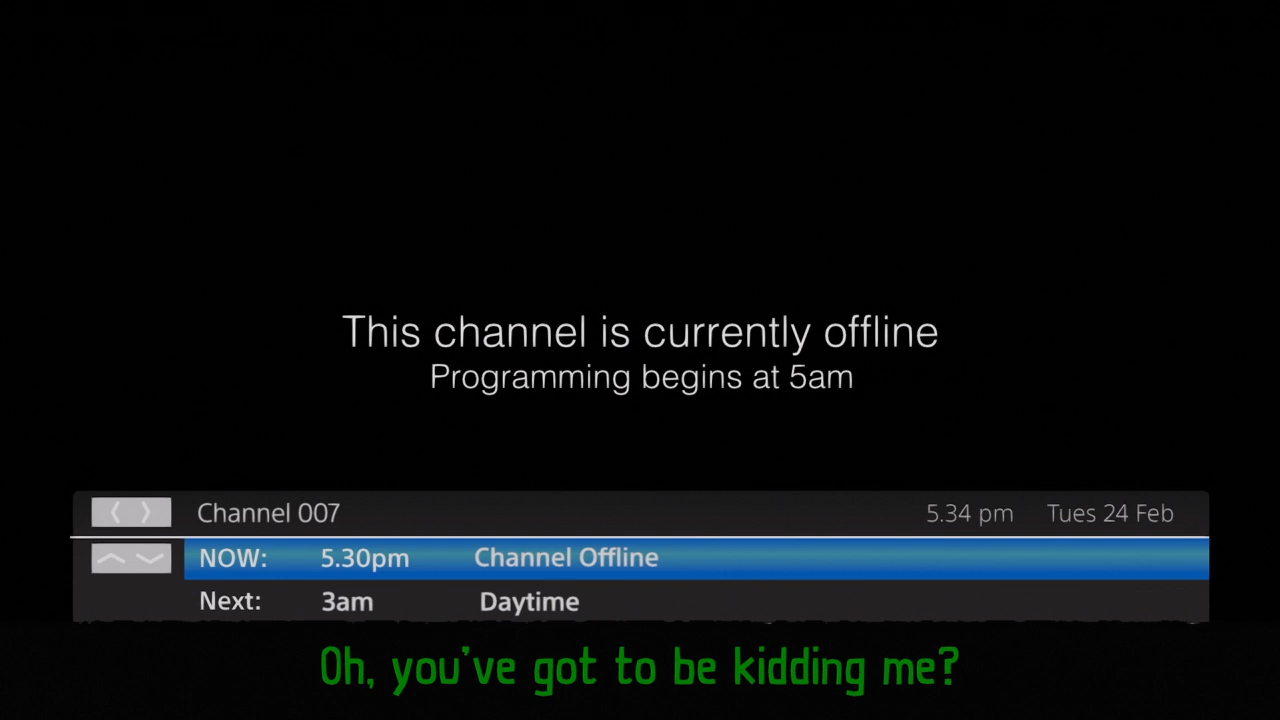 This channel is currently offline
Programming begins at 5am
Channel 007 5.34 pm Tues 24 Feb
NOW: 5.30pm Channel Offline
Next: 3am Daytime
Oh, you've got to be kidding me?